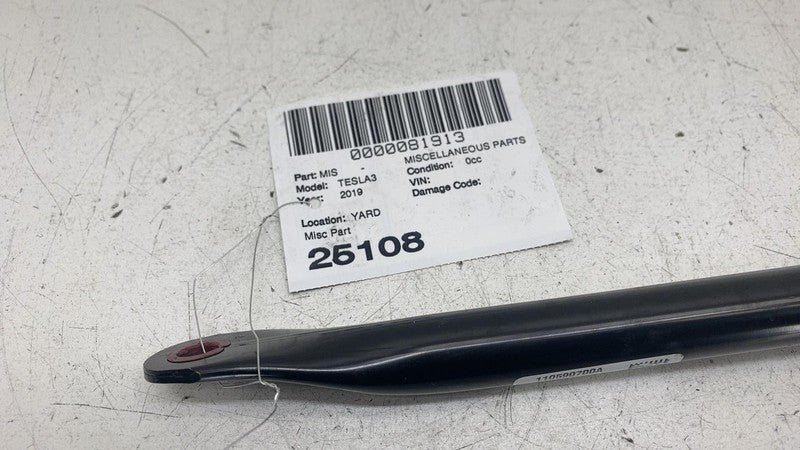 0000081913
Part: MIS - MISCELLANEOUS PARTS
Model: TESLA3 Condition: 0cc
Year: 2019 VIN:
Damage Code:
Location: YARD
Misc Part
25108